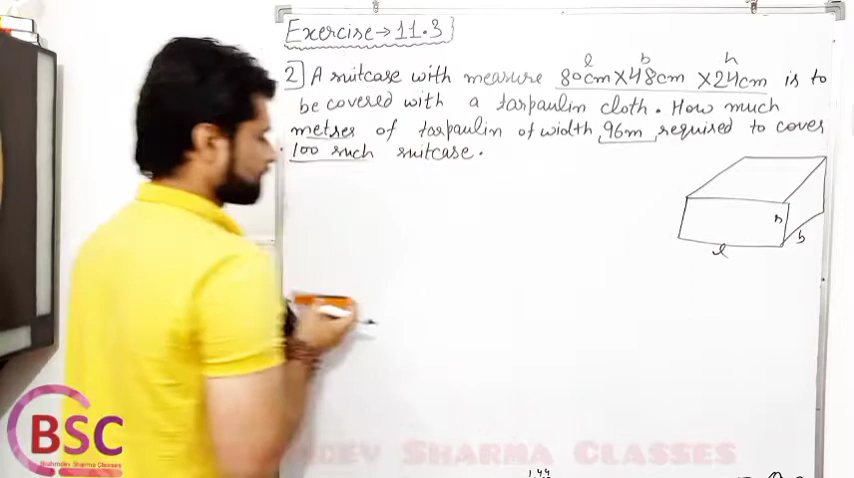 Exercise → 11.3
l b h
2] A suitcase with measure 80cm×48cm ×24cm is to
be covered with a tarpaulin cloth. How much
metres of tarpaulin of width 96m required to cover
100 such suitcase.
h
b
l
BSC
Brahmdev Sharma Classes
DEV SHARMA CLASSES
1.44